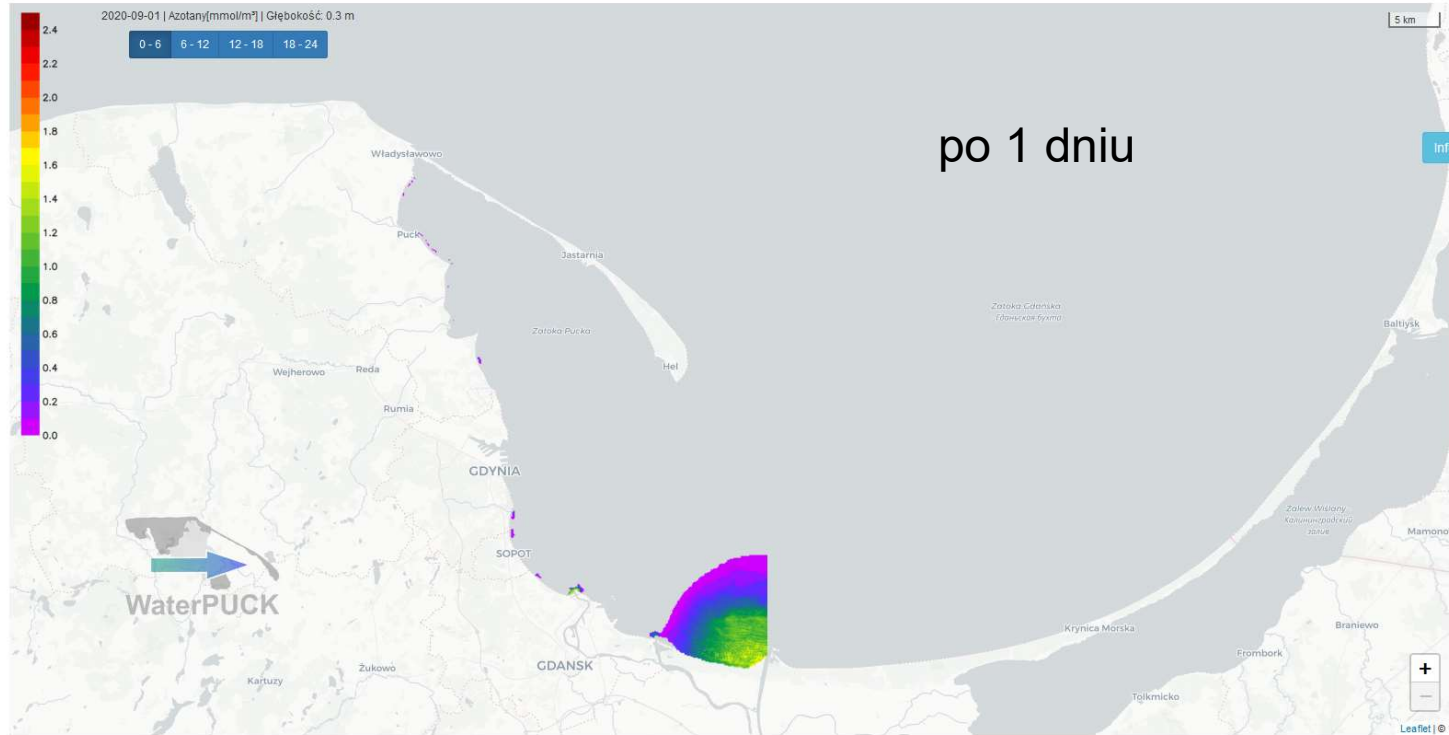 2020-09-01 | Azotany[mmol/m³] | Głębokość: 0.3 m
5 km
0 - 6 6 - 12 12 - 18 18 - 24
2.4
2.2
2.0
1.8
1.6
1.4
1.2
1.0
0.8
0.6
0.4
0.2
0.0
po 1 dniu
Inf
Władysławowo
Puck
Jastarnia
Zatoka Gdańska
Zatoka Pucka
Baltiysk
Hel
Wejherowo
Reda
Rumia
GDYNIA
Zalew Wiślany
Калининградский
залив
Mamono
SOPOT
WaterPUCK
Krynica Morska
Braniewo
GDANSK
Frombork
Żukowo
Kartuzy
Tolkmicko
+
−
Leaflet | ©